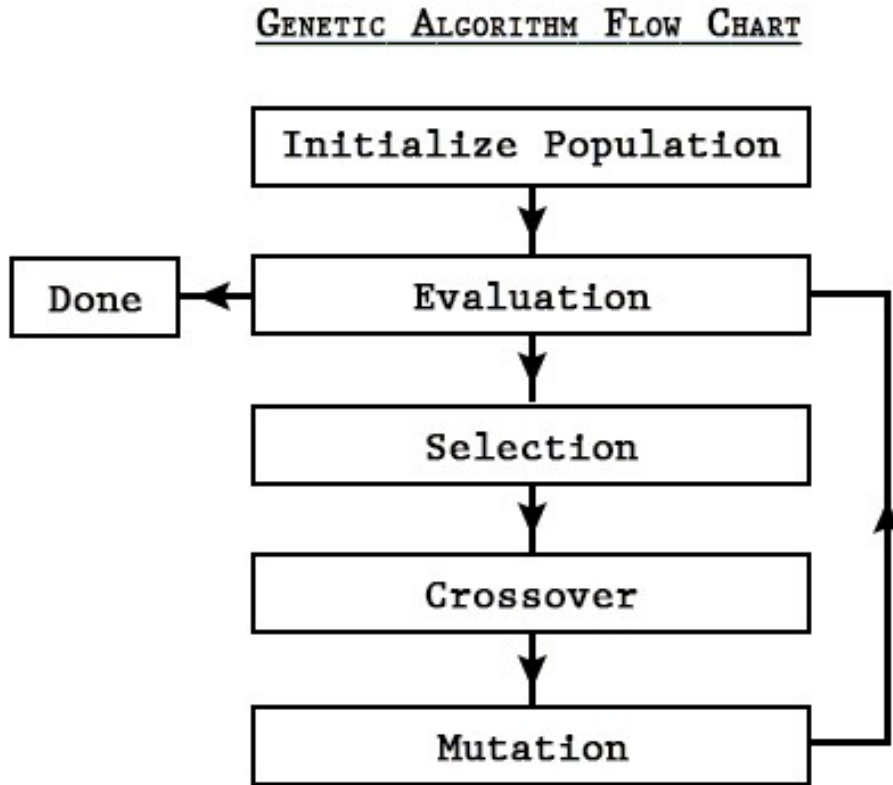 Genetic Algorithm Flow Chart
Initialize Population
Done
Evaluation
Selection
Crossover
Mutation